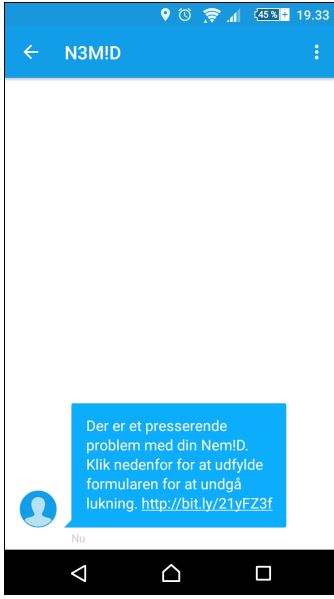 45% 19.33
N3M!D
Der er et presserende
problem med din Nem!D.
Klik nedenfor for at udfylde
formularen for at undgå
lukning. http://bit.ly/21yFZ3f
Nu